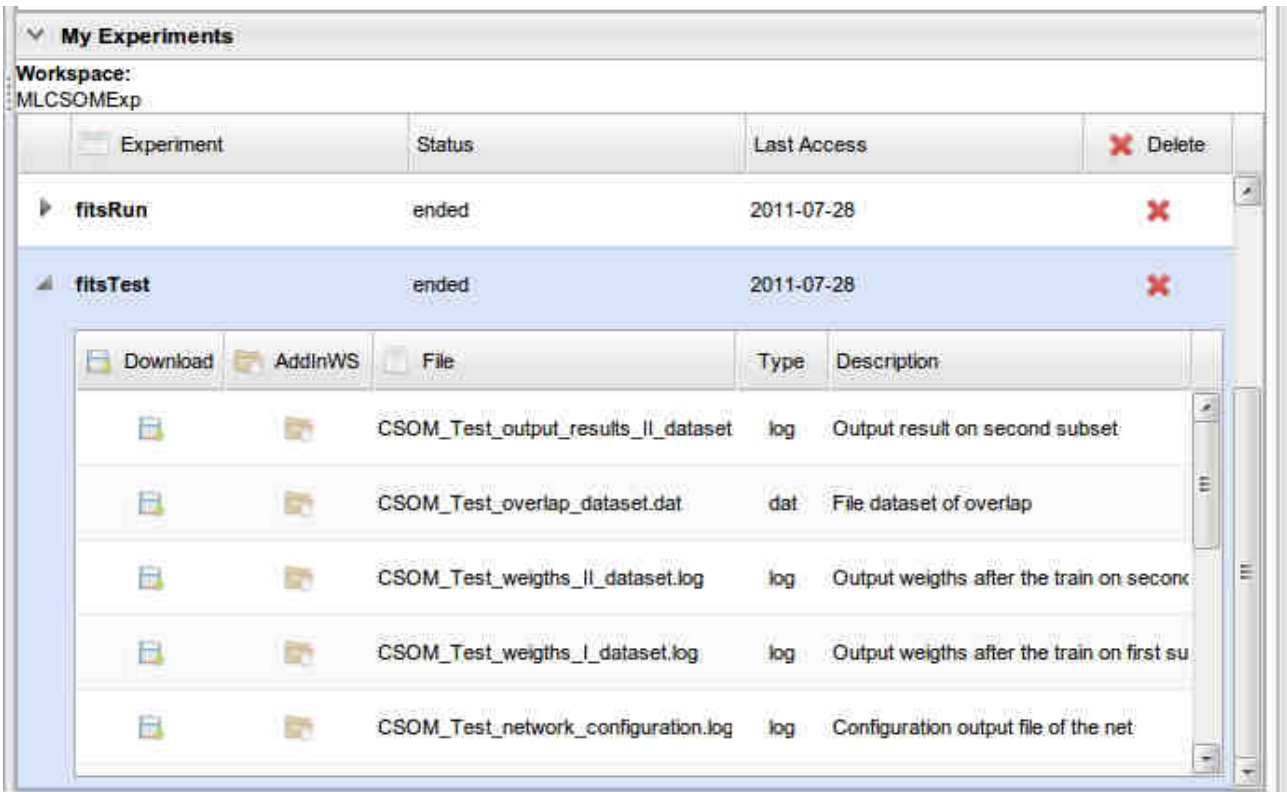 My Experiments
Workspace:
MLCSOMExp
Experiment Status Last Access Delete
fitsRun ended 2011-07-28
fitsTest ended 2011-07-28
Download AddInWS File Type Description
CSOM_Test_output_results_II_dataset log Output result on second subset
CSOM_Test_overlap_dataset.dat dat File dataset of overlap
CSOM_Test_weigths_II_dataset.log log Output weigths after the train on second
CSOM_Test_weigths_I_dataset.log log Output weigths after the train on first su
CSOM_Test_network_configuration.log log Configuration output file of the net